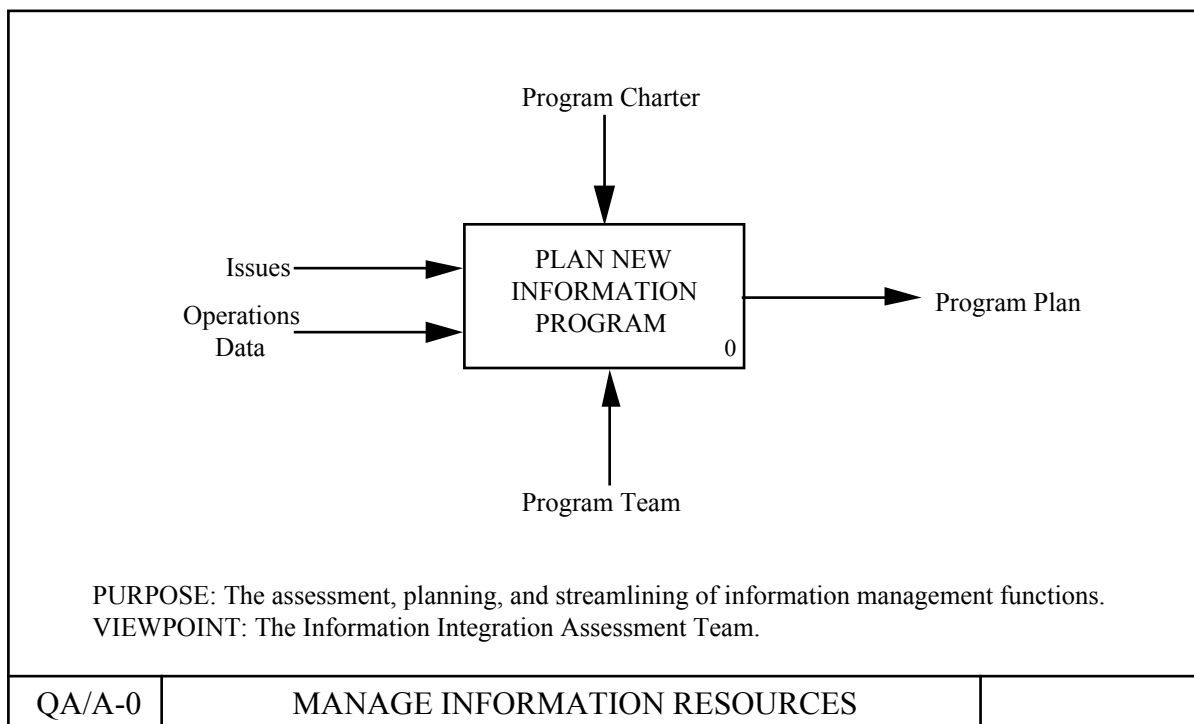 Program Charter
PLAN NEW
INFORMATION
PROGRAM
0
Issues
Operations
Data
Program Plan
Program Team
PURPOSE: The assessment, planning, and streamlining of information management functions.
VIEWPOINT: The Information Integration Assessment Team.
QA/A-0
MANAGE INFORMATION RESOURCES